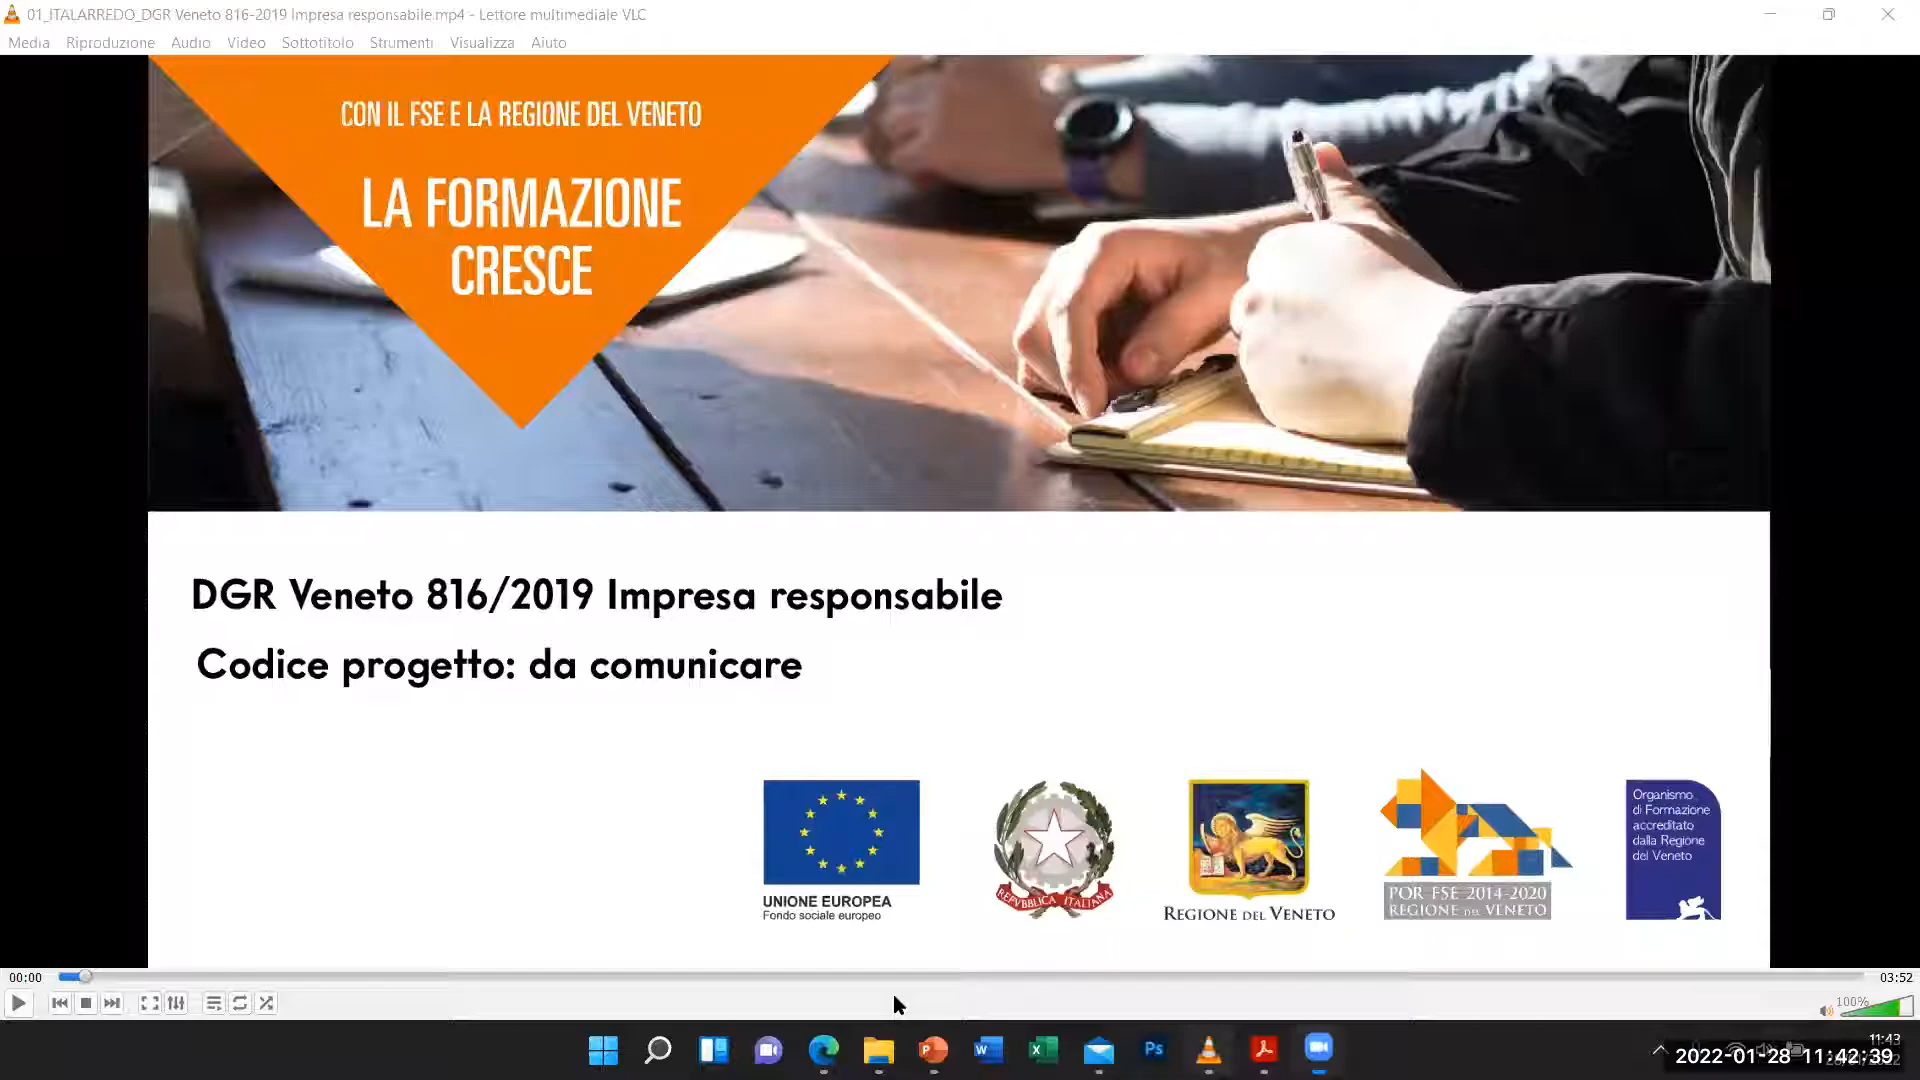 01_ITALARREDO_DGR Veneto 816-2019 Impresa responsabile.mp4 - Lettore multimediale VLC
Media Riproduzione Audio Video Sottotitolo Strumenti Visualizza Aiuto
CON IL FSE E LA REGIONE DEL VENETO
LA FORMAZIONE
CRESCE
DGR Veneto 816/2019 Impresa responsabile
Codice progetto: da comunicare
UNIONE EUROPEA
Fondo sociale europeo
REPVBBLICA ITALIANA
REGIONE DEL VENETO
POR FSE 2014-2020
REGIONE DEL VENETO
Organismo
di Formazione
accreditato
dalla Regione
del Veneto
00:00
03:52
100%
P
W
X
Ps
11:43
2022-01-28 11:42:39